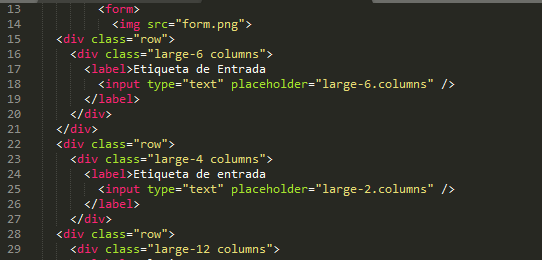 13 <form>
14 <img src="form.png">
15 <div class="row">
16 <div class="large-6 columns">
17 <label>Etiqueta de Entrada
18 <input type="text" placeholder="large-6.columns" />
19 </label>
20 </div>
21 </div>
22 <div class="row">
23 <div class="large-4 columns">
24 <label>Etiqueta de entrada
25 <input type="text" placeholder="large-2.columns" />
26 </label>
27 </div>
28 <div class="row">
29 <div class="large-12 columns">